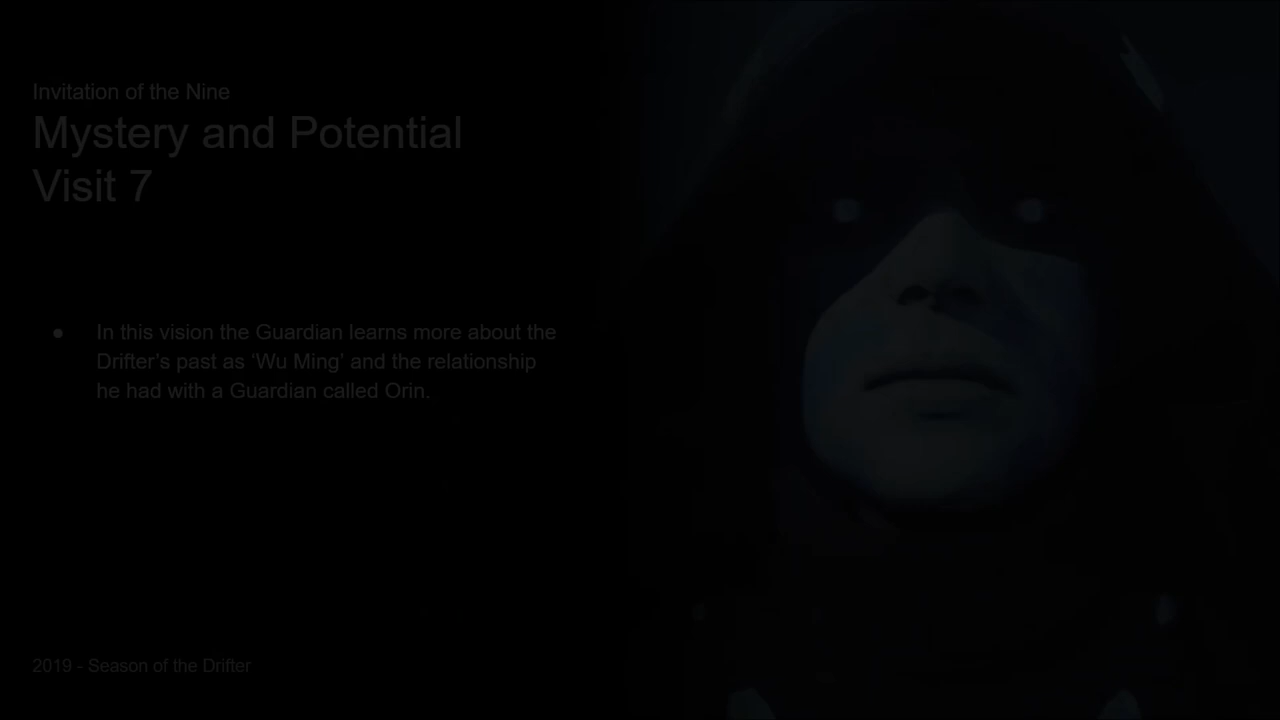 Invitation of the Nine
Mystery and Potential
Visit 7
● In this vision the Guardian learns more about the
Drifter’s past as ‘Wu Ming’ and the relationship
he had with a Guardian called Orin.
2019 - Season of the Drifter